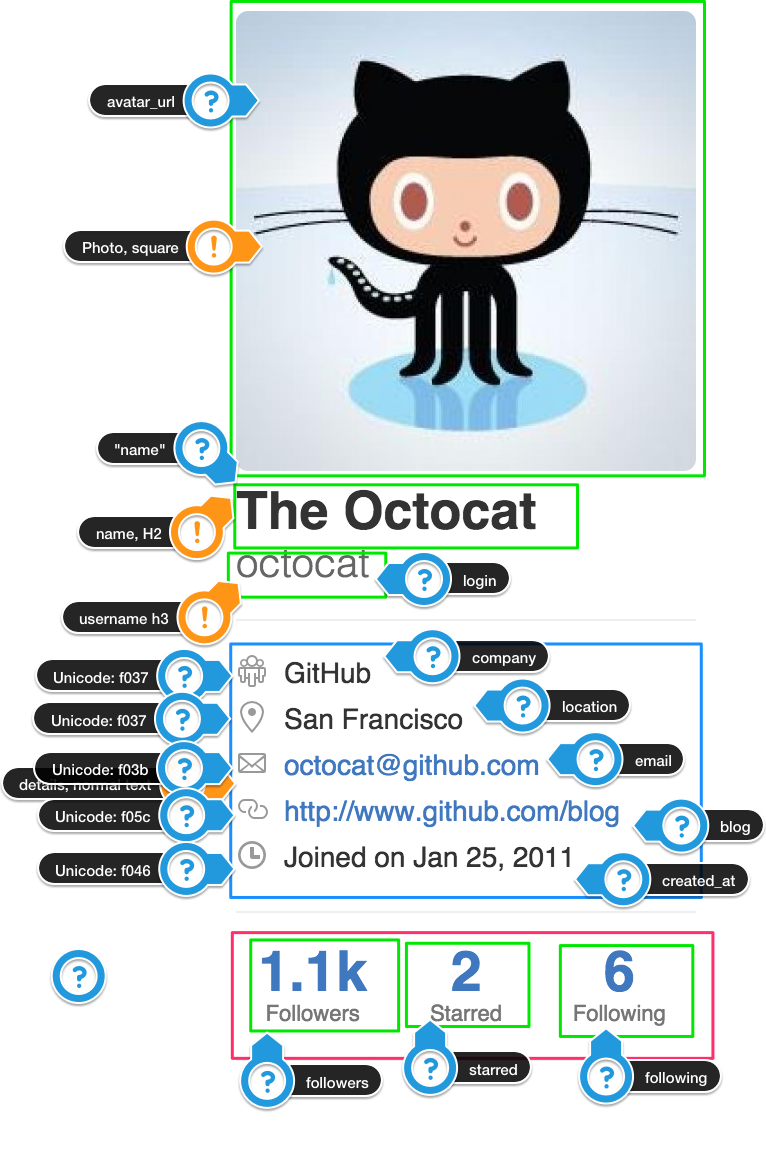 avatar_url
?
Photo, square
!
"name"
?
The Octocat
name, H2
!
octocat
?
login
username h3
!
Unicode: f037
?
GitHub
?
company
Unicode: f037
?
San Francisco
?
location
Unicode: f03b
?
octocat@github.com
?
email
details, normal text
Unicode: f05c
?
http://www.github.com/blog
?
blog
Unicode: f046
?
Joined on Jan 25, 2011
?
created_at
?
1.1k
2
6
Followers
Starred
Following
?
followers
?
starred
?
following